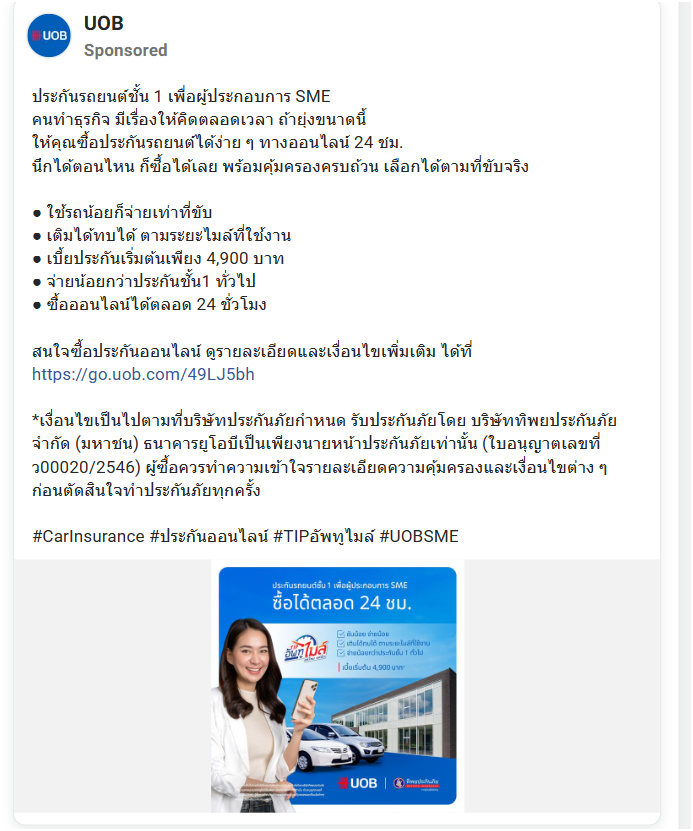 UOB
UOB
Sponsored
ประกันรถยนต์ชั้น 1 เพื่อผู้ประกอบการ SME
คนทำธุรกิจ มีเรื่องให้คิดตลอดเวลา ถ้ายุ่งขนาดนี้
ให้คุณซื้อประกันรถยนต์ได้ง่าย ๆ ทางออนไลน์ 24 ชม.
นึกได้ตอนไหน ก็ซื้อได้เลย พร้อมคุ้มครองครบถ้วน เลือกได้ตามที่ขับจริง
● ใช้รถน้อยก็จ่ายเท่าที่ขับ
● เติมได้ทบได้ ตามระยะไมล์ที่ใช้งาน
● เบี้ยประกันเริ่มต้นเพียง 4,900 บาท
● จ่ายน้อยกว่าประกันชั้น1 ทั่วไป
● ซื้อออนไลน์ได้ตลอด 24 ชั่วโมง
สนใจซื้อประกันออนไลน์ ดูรายละเอียดและเงื่อนไขเพิ่มเติม ได้ที่
https://go.uob.com/49LJ5bh
*เงื่อนไขเป็นไปตามที่บริษัทประกันภัยกำหนด รับประกันภัยโดย บริษัททิพยประกันภัย
จำกัด (มหาชน) ธนาคารยูโอบีเป็นเพียงนายหน้าประกันภัยเท่านั้น (ใบอนุญาตเลขที่
ว00020/2546) ผู้ซื้อควรทำความเข้าใจรายละเอียดความคุ้มครองและเงื่อนไขต่าง ๆ
ก่อนตัดสินใจทำประกันภัยทุกครั้ง
#CarInsurance #ประกันออนไลน์ #TIPอัพทูไมล์ #UOBSME
ประกันรถยนต์ชั้น 1 เพื่อผู้ประกอบการ SME
ซื้อได้ตลอด 24 ชม.
อัพทูไมล์
ขับน้อย จ่ายน้อย
เติมได้ทบได้ ตามระยะไมล์ที่ใช้งาน
จ่ายน้อยกว่าประกันชั้น 1 ทั่วไป
เบี้ยเริ่มต้น 4,900 บาท*
UOB
ทิพยประกันภัย